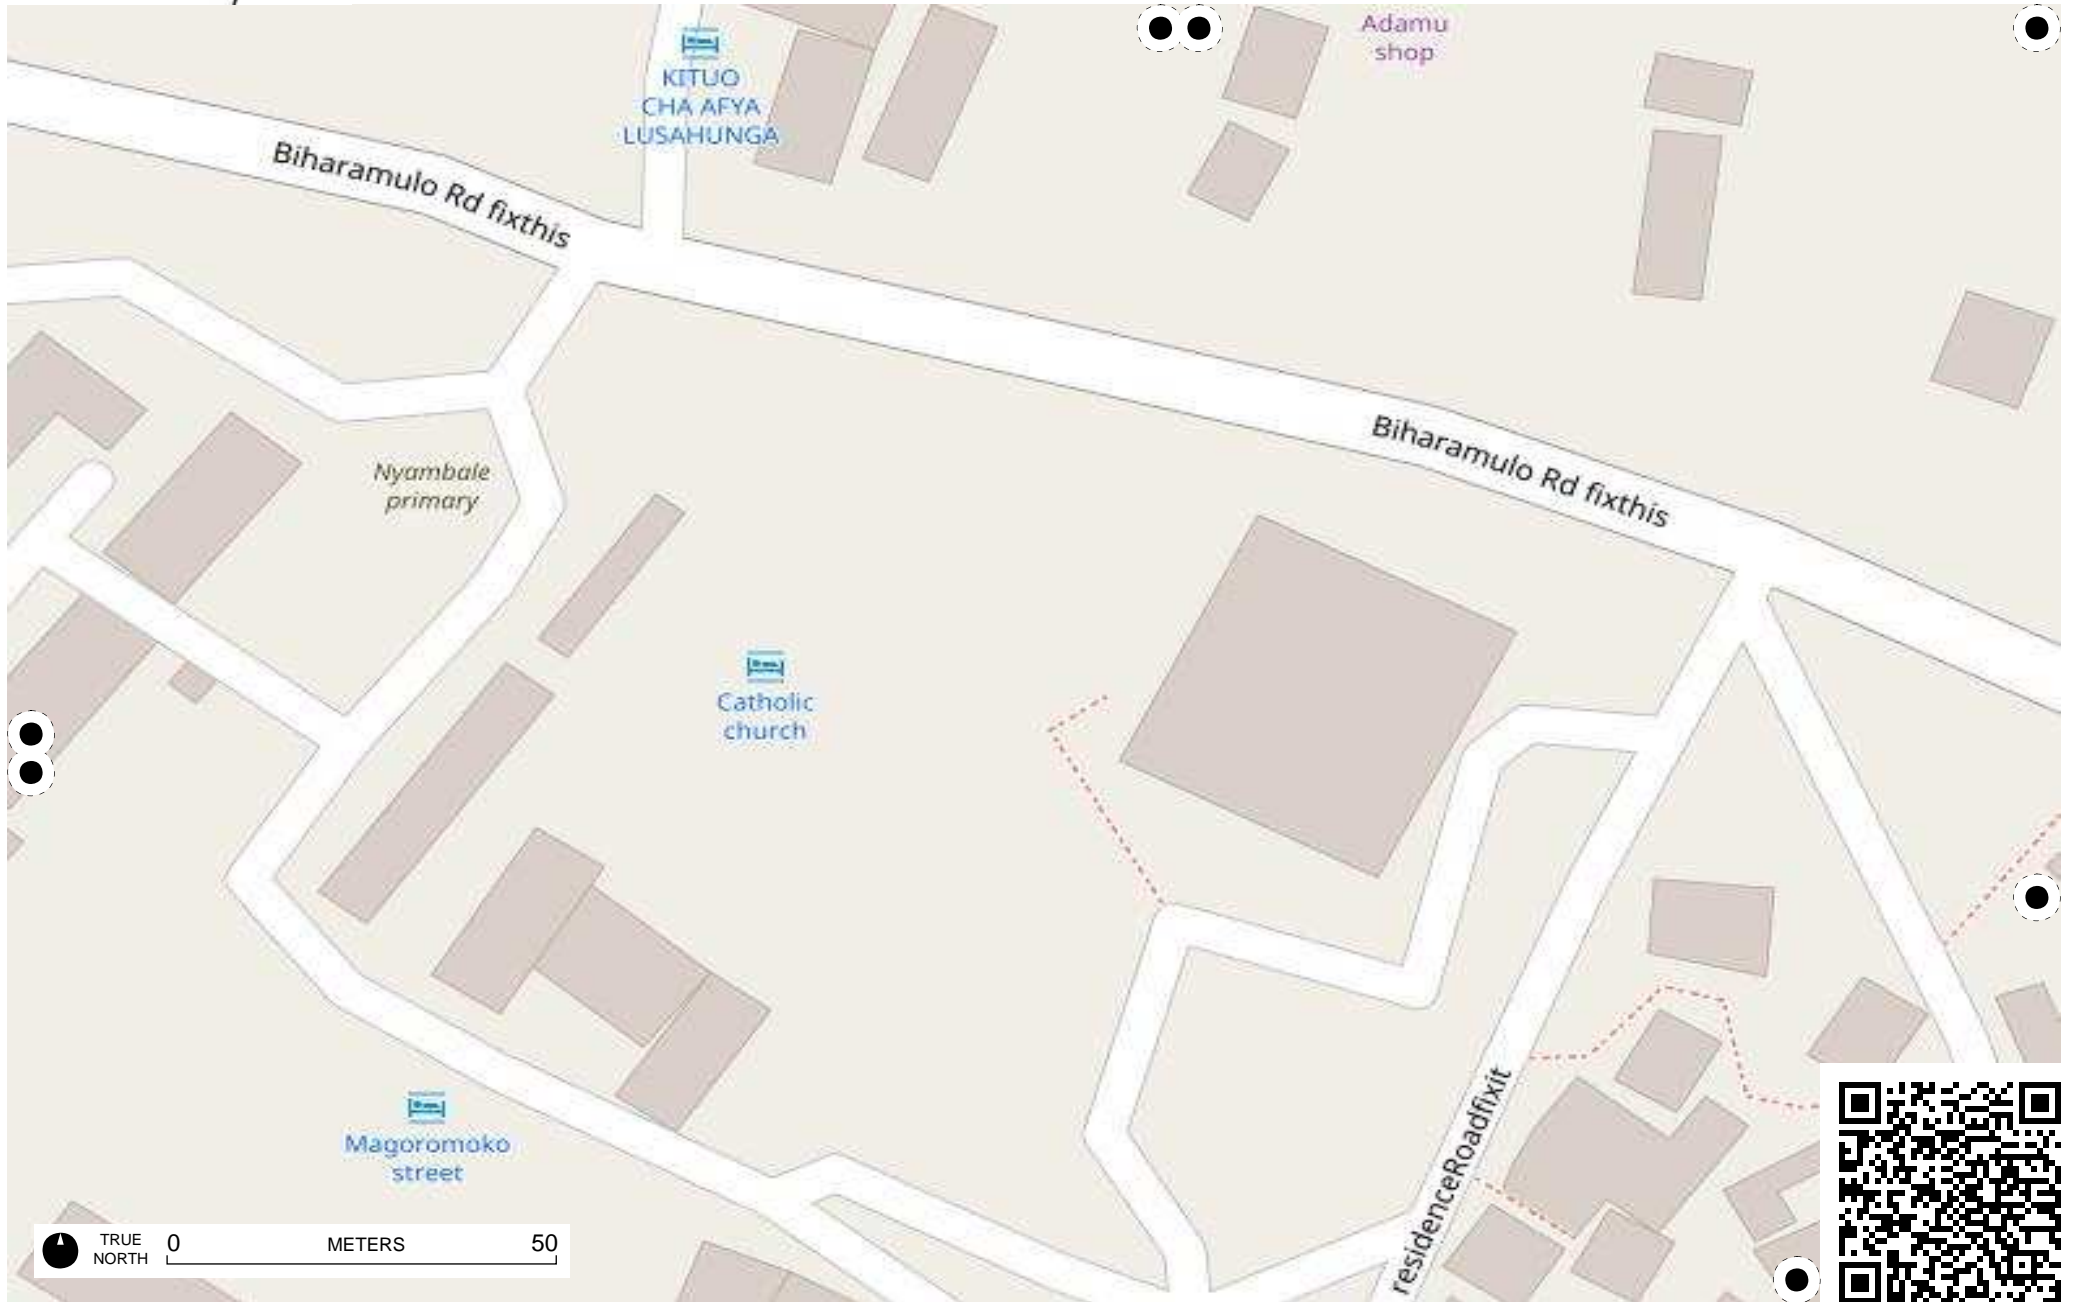 Adamu
shop
KITUO
CHA AFYA
LUSAHUNGA
Biharamulo Rd fixthis
Biharamulo Rd fixthis
Nyambale
primary
Catholic
church
Magoromoko
street
residenceRoadfixit
TRUE
NORTH
0 METERS 50